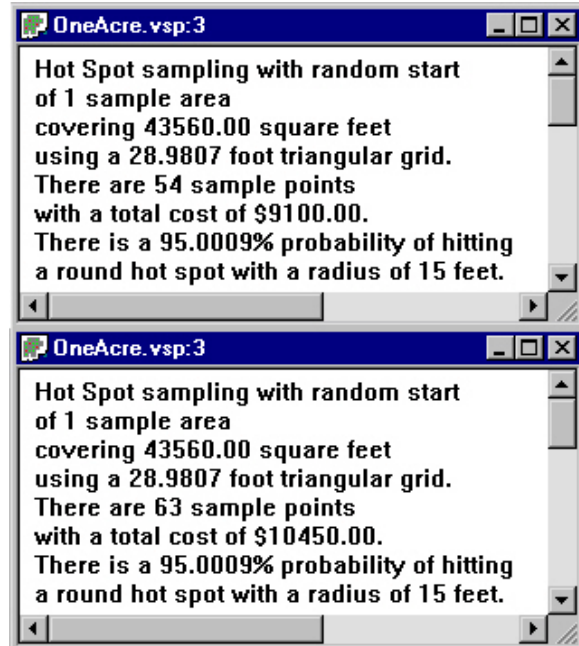 OneAcre.vsp:3
Hot Spot sampling with random start
of 1 sample area
covering 43560.00 square feet
using a 28.9807 foot triangular grid.
There are 54 sample points
with a total cost of $9100.00.
There is a 95.0009% probability of hitting
a round hot spot with a radius of 15 feet.
OneAcre.vsp:3
Hot Spot sampling with random start
of 1 sample area
covering 43560.00 square feet
using a 28.9807 foot triangular grid.
There are 63 sample points
with a total cost of $10450.00.
There is a 95.0009% probability of hitting
a round hot spot with a radius of 15 feet.